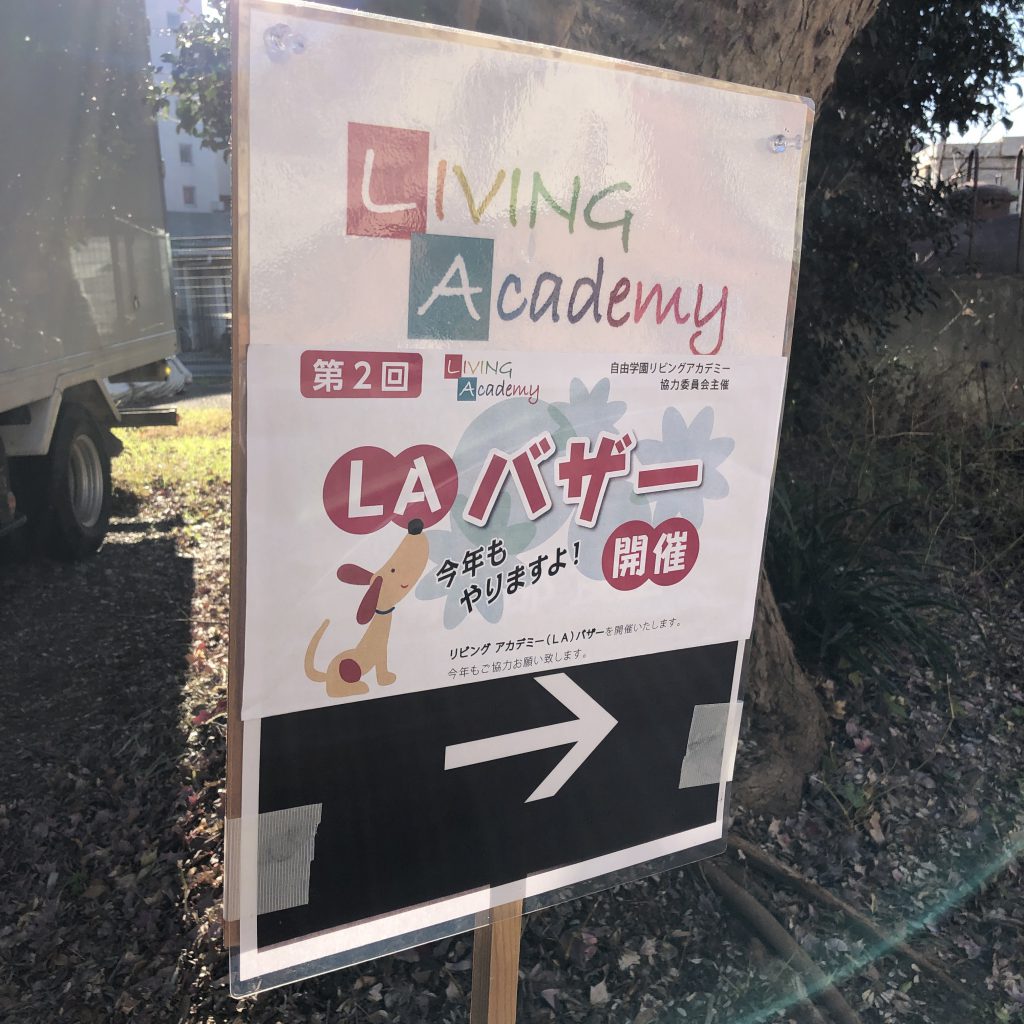 LIVING
Academy
第2回
LIVING
Academy
自由学園リビングアカデミー
協力委員会主催
LAバザー
今年も
やりますよ!
開催
リビング アカデミー(LA)バザーを開催いたします。
今年もご協力お願い致します。